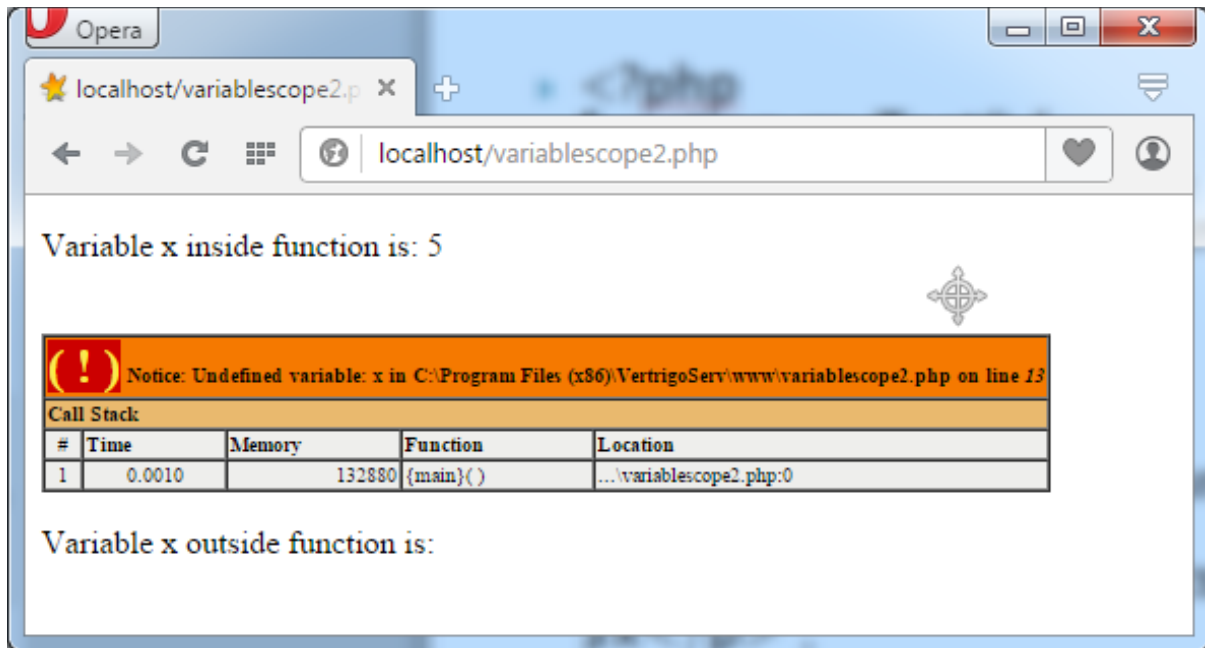 Opera
localhost/variablescope2.p
<?php
localhost/variablescope2.php
Variable x inside function is: 5
( ! ) Notice: Undefined variable: x in C:\Program Files (x86)\VertrigoServ\www\variablescope2.php on line 13
Call Stack
# Time Memory Function Location
1 0.0010 132880 {main}( ) ...\variablescope2.php:0
Variable x outside function is: